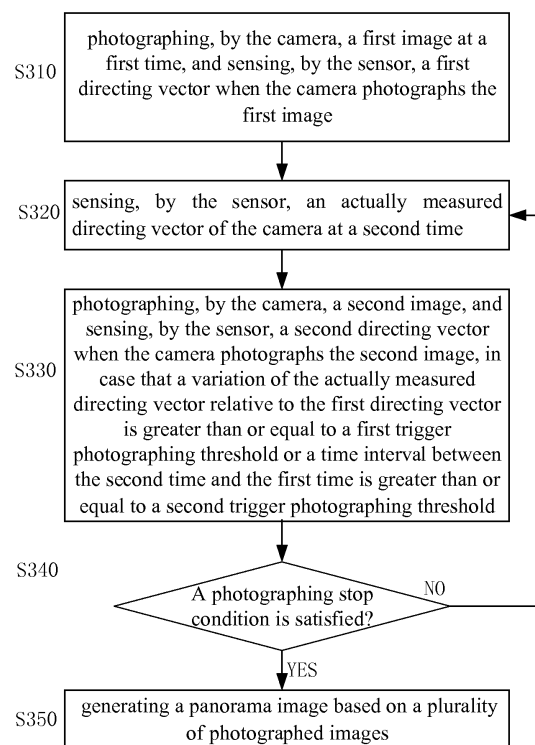 S310
photographing, by the camera, a first image at a
first time, and sensing, by the sensor, a first
directing vector when the camera photographs the
first image
S320
sensing, by the sensor, an actually measured
directing vector of the camera at a second time
S330
photographing, by the camera, a second image, and
sensing, by the sensor, a second directing vector
when the camera photographs the second image, in
case that a variation of the actually measured
directing vector relative to the first directing vector
is greater than or equal to a first trigger
photographing threshold or a time interval between
the second time and the first time is greater than or
equal to a second trigger photographing threshold
S340
A photographing stop
condition is satisfied?
NO
YES
S350
generating a panorama image based on a plurality
of photographed images